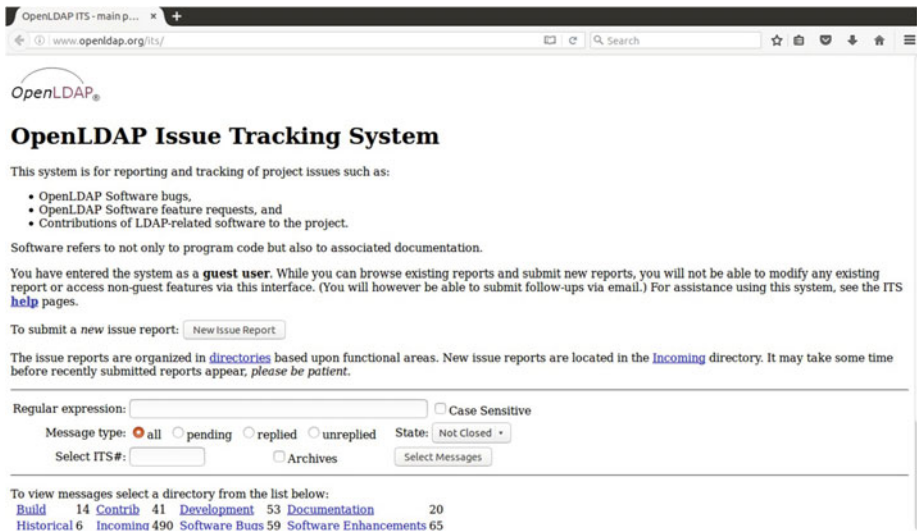 OpenLDAP ITS - main p...
www.openldap.org/its/
Search
OpenLDAP®
OpenLDAP Issue Tracking System
This system is for reporting and tracking of project issues such as:
• OpenLDAP Software bugs,
• OpenLDAP Software feature requests, and
• Contributions of LDAP-related software to the project.
Software refers to not only to program code but also to associated documentation.
You have entered the system as a guest user. While you can browse existing reports and submit new reports, you will not be able to modify any existing
report or access non-guest features via this interface. (You will however be able to submit follow-ups via email.) For assistance using this system, see the ITS
help pages.
To submit a new issue report: New Issue Report
The issue reports are organized in directories based upon functional areas. New issue reports are located in the Incoming directory. It may take some time
before recently submitted reports appear, please be patient.
Regular expression: Case Sensitive
Message type: all pending replied unreplied State: Not Closed
Select ITS#: Archives Select Messages
To view messages select a directory from the list below:
Build 14 Contrib 41 Development 53 Documentation 20
Historical 6 Incoming 490 Software Bugs 59 Software Enhancements 65